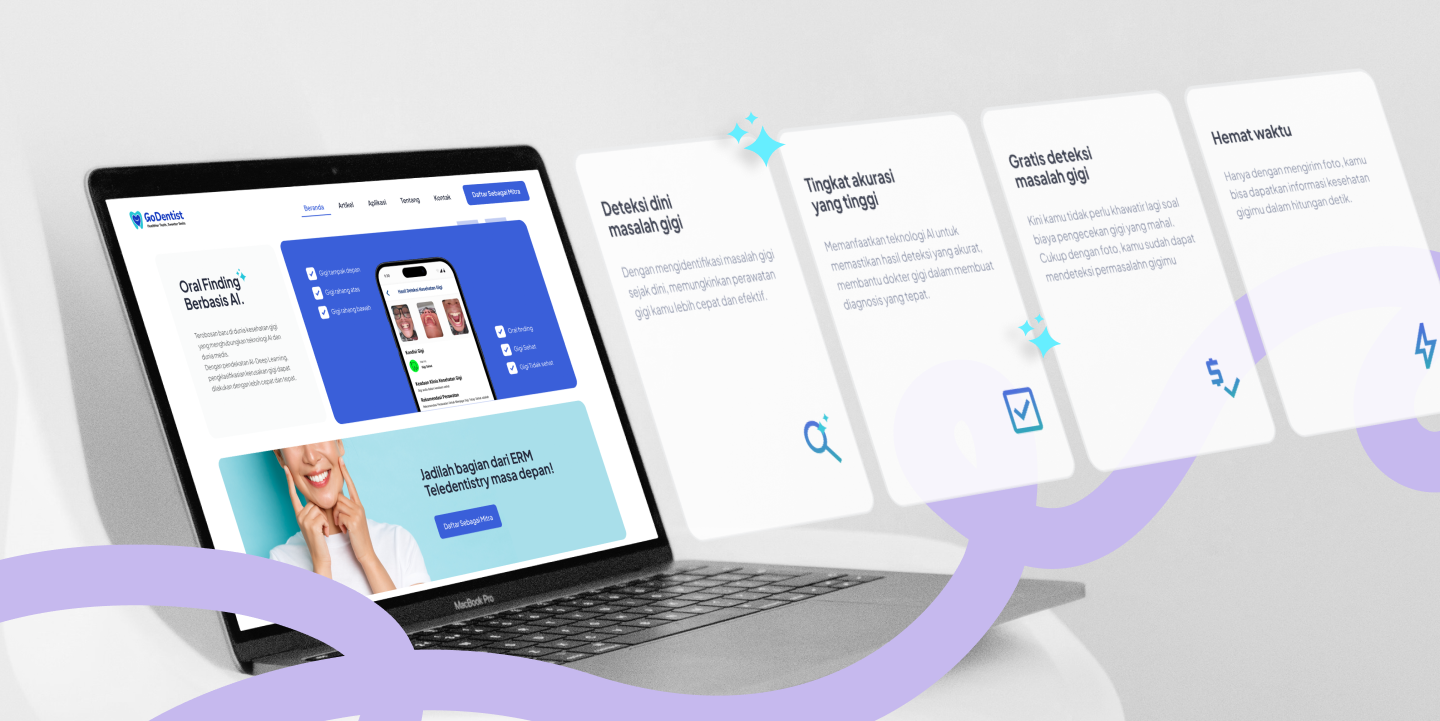 GoDentist
Beranda
Artikel
Aplikasi
Tentang
Kontak
Daftar Sebagai Mitra
Oral Finding
Berbasis AI.
Terobosan baru di dunia kesehatan gigi
yang menghubungkan teknologi AI dan
dunia medis.
Dengan pendekatan AI-Deep Learning,
pengklasifikasian kerusakan gigi dapat
dilakukan dengan lebih cepat dan tepat.
Gigi tampak depan
Gigi rahang atas
Gigi rahang bawah
Hasil Deteksi Kesehatan Gigi
Kondisi Gigi
Keadaan Klinis Kesehatan Gigi
Rekomendasi Perawatan
Oral finding
Gigi Sehat
Gigi Tidak sehat
Jadilah bagian dari ERM
Teledentistry masa depan!
Daftar Sebagai Mitra
MacBook Pro
Deteksi dini
masalah gigi
Dengan mengidentifikasi masalah gigi
sejak dini, memungkinkan perawatan
gigi kamu lebih cepat dan efektif.
Tingkat akurasi
yang tinggi
Memanfaatkan teknologi AI untuk
memastikan hasil deteksi yang akurat,
membantu dokter gigi dalam membuat
diagnosis yang tepat.
Gratis deteksi
masalah gigi
Kini kamu tidak perlu khawatir lagi soal
biaya pengecekan gigi yang mahal.
Cukup dengan foto, kamu sudah dapat
mendeteksi permasalahn gigimu
Hemat waktu
Hanya dengan mengirim foto, kamu
bisa dapatkan informasi kesehatan
gigimu dalam hitungan detik.